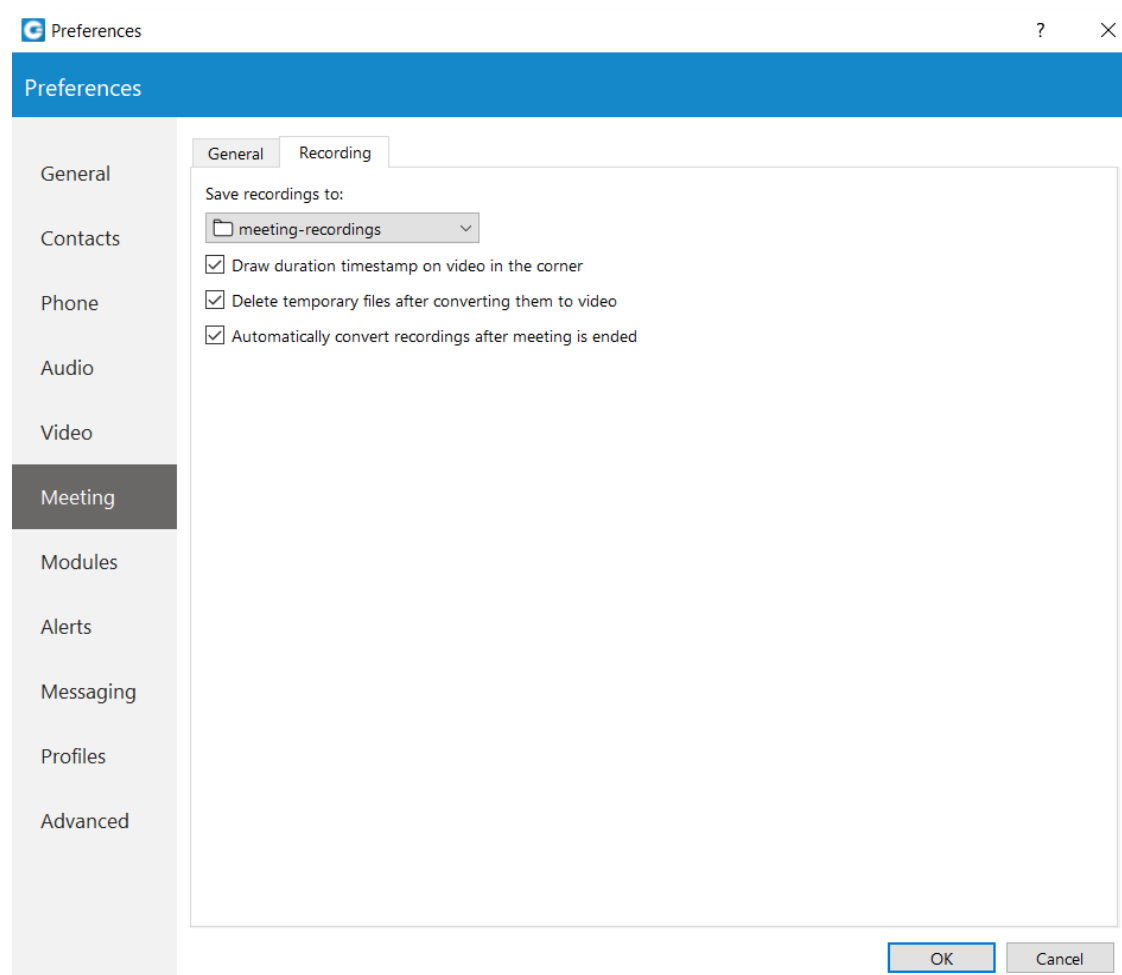 Preferences
?
Preferences
General
Contacts
Phone
Audio
Video
Meeting
Modules
Alerts
Messaging
Profiles
Advanced
General Recording
Save recordings to:
meeting-recordings
Draw duration timestamp on video in the corner
Delete temporary files after converting them to video
Automatically convert recordings after meeting is ended
OK Cancel